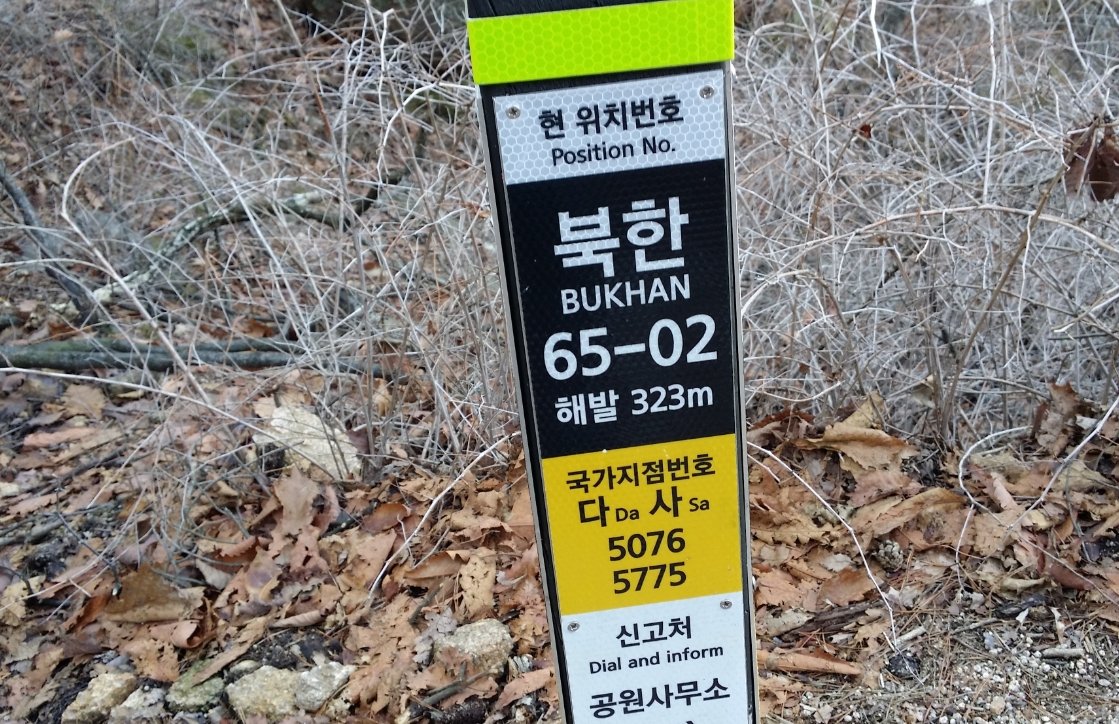 현 위치번호
Position No.
북한
BUKHAN
65-02
해발 323m
국가지점번호
다 Da 사 Sa
5076
5775
신고처
Dial and inform
공원사무소